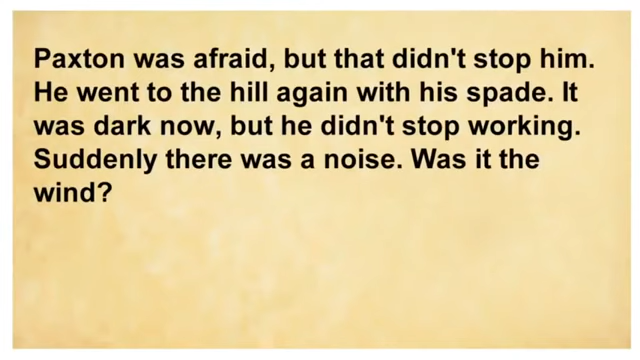 Paxton was afraid, but that didn't stop him.
He went to the hill again with his spade. It
was dark now, but he didn't stop working.
Suddenly there was a noise. Was it the
wind?